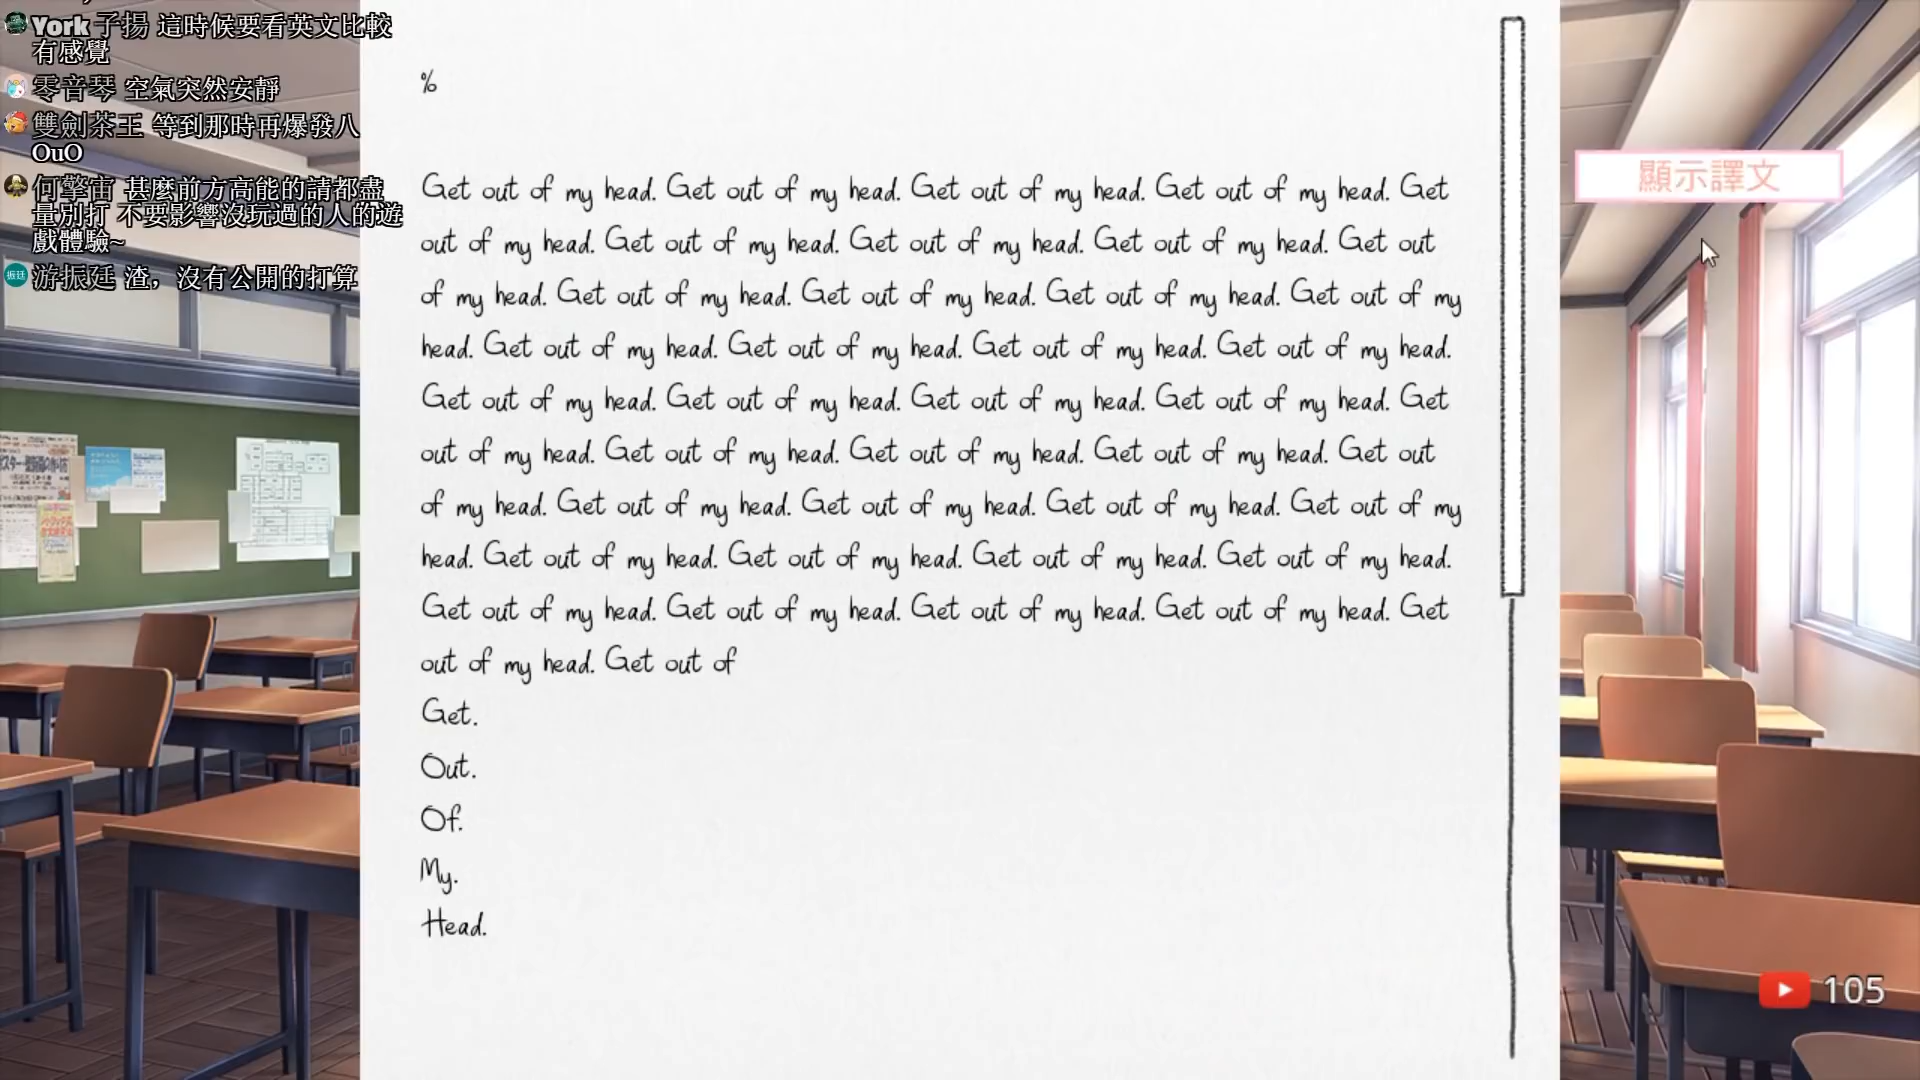 York 子揚 這時候要看英文比較
有感覺
零音琴 空氣突然安靜
雙劍茶王 等到那時再爆發八
OuO
何擎宙 甚麼前方高能的請都盡
量別打 不要影響沒玩過的人的遊
戲體驗~
游振廷 渣，沒有公開的打算
%
Get out of my head. Get out of my head. Get out of my head. Get out of my head. Get
out of my head. Get out of my head. Get out of my head. Get out of my head. Get out
of my head. Get out of my head. Get out of my head. Get out of my head. Get out of my
head. Get out of my head. Get out of my head. Get out of my head. Get out of my head.
Get out of my head. Get out of my head. Get out of my head. Get out of my head. Get
out of my head. Get out of my head. Get out of my head. Get out of my head. Get out
of my head. Get out of my head. Get out of my head. Get out of my head. Get out of my
head. Get out of my head. Get out of my head. Get out of my head. Get out of my head.
Get out of my head. Get out of my head. Get out of my head. Get out of my head. Get
out of my head. Get out of
Get.
Out.
Of.
My.
Head.
顯示譯文
105